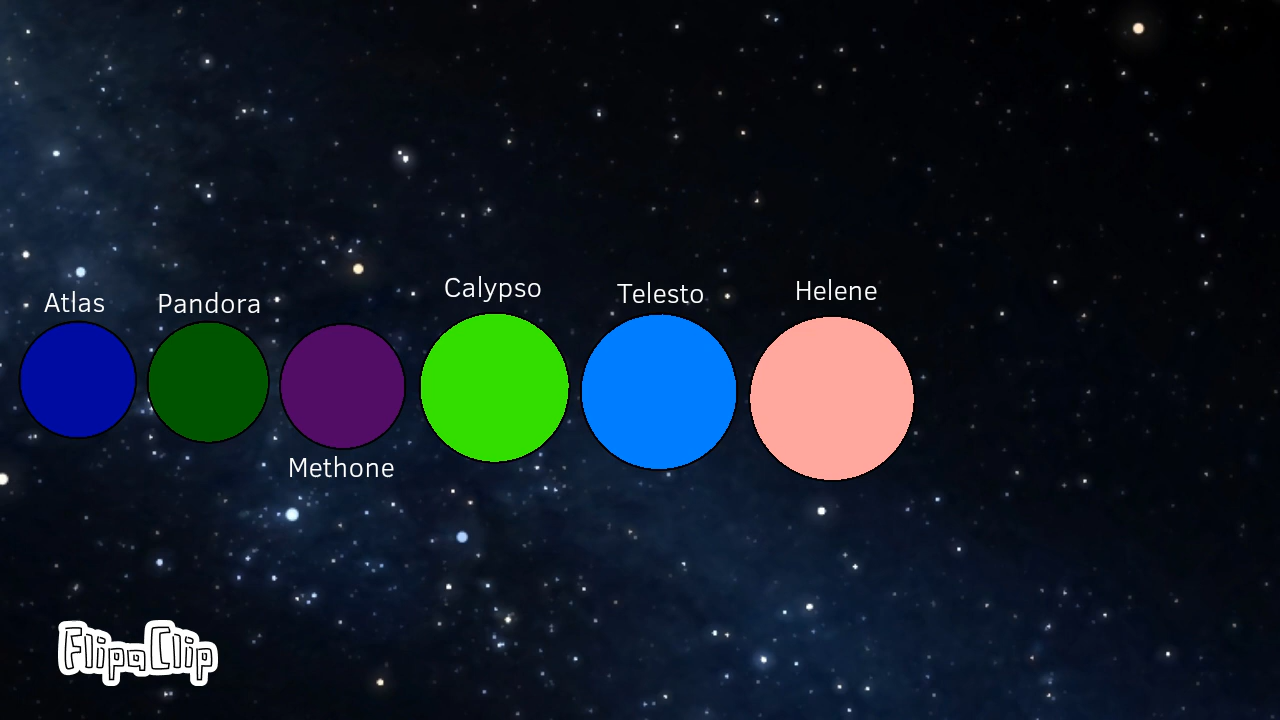 Atlas
Pandora
Methone
Calypso
Telesto
Helene
FlipaClip